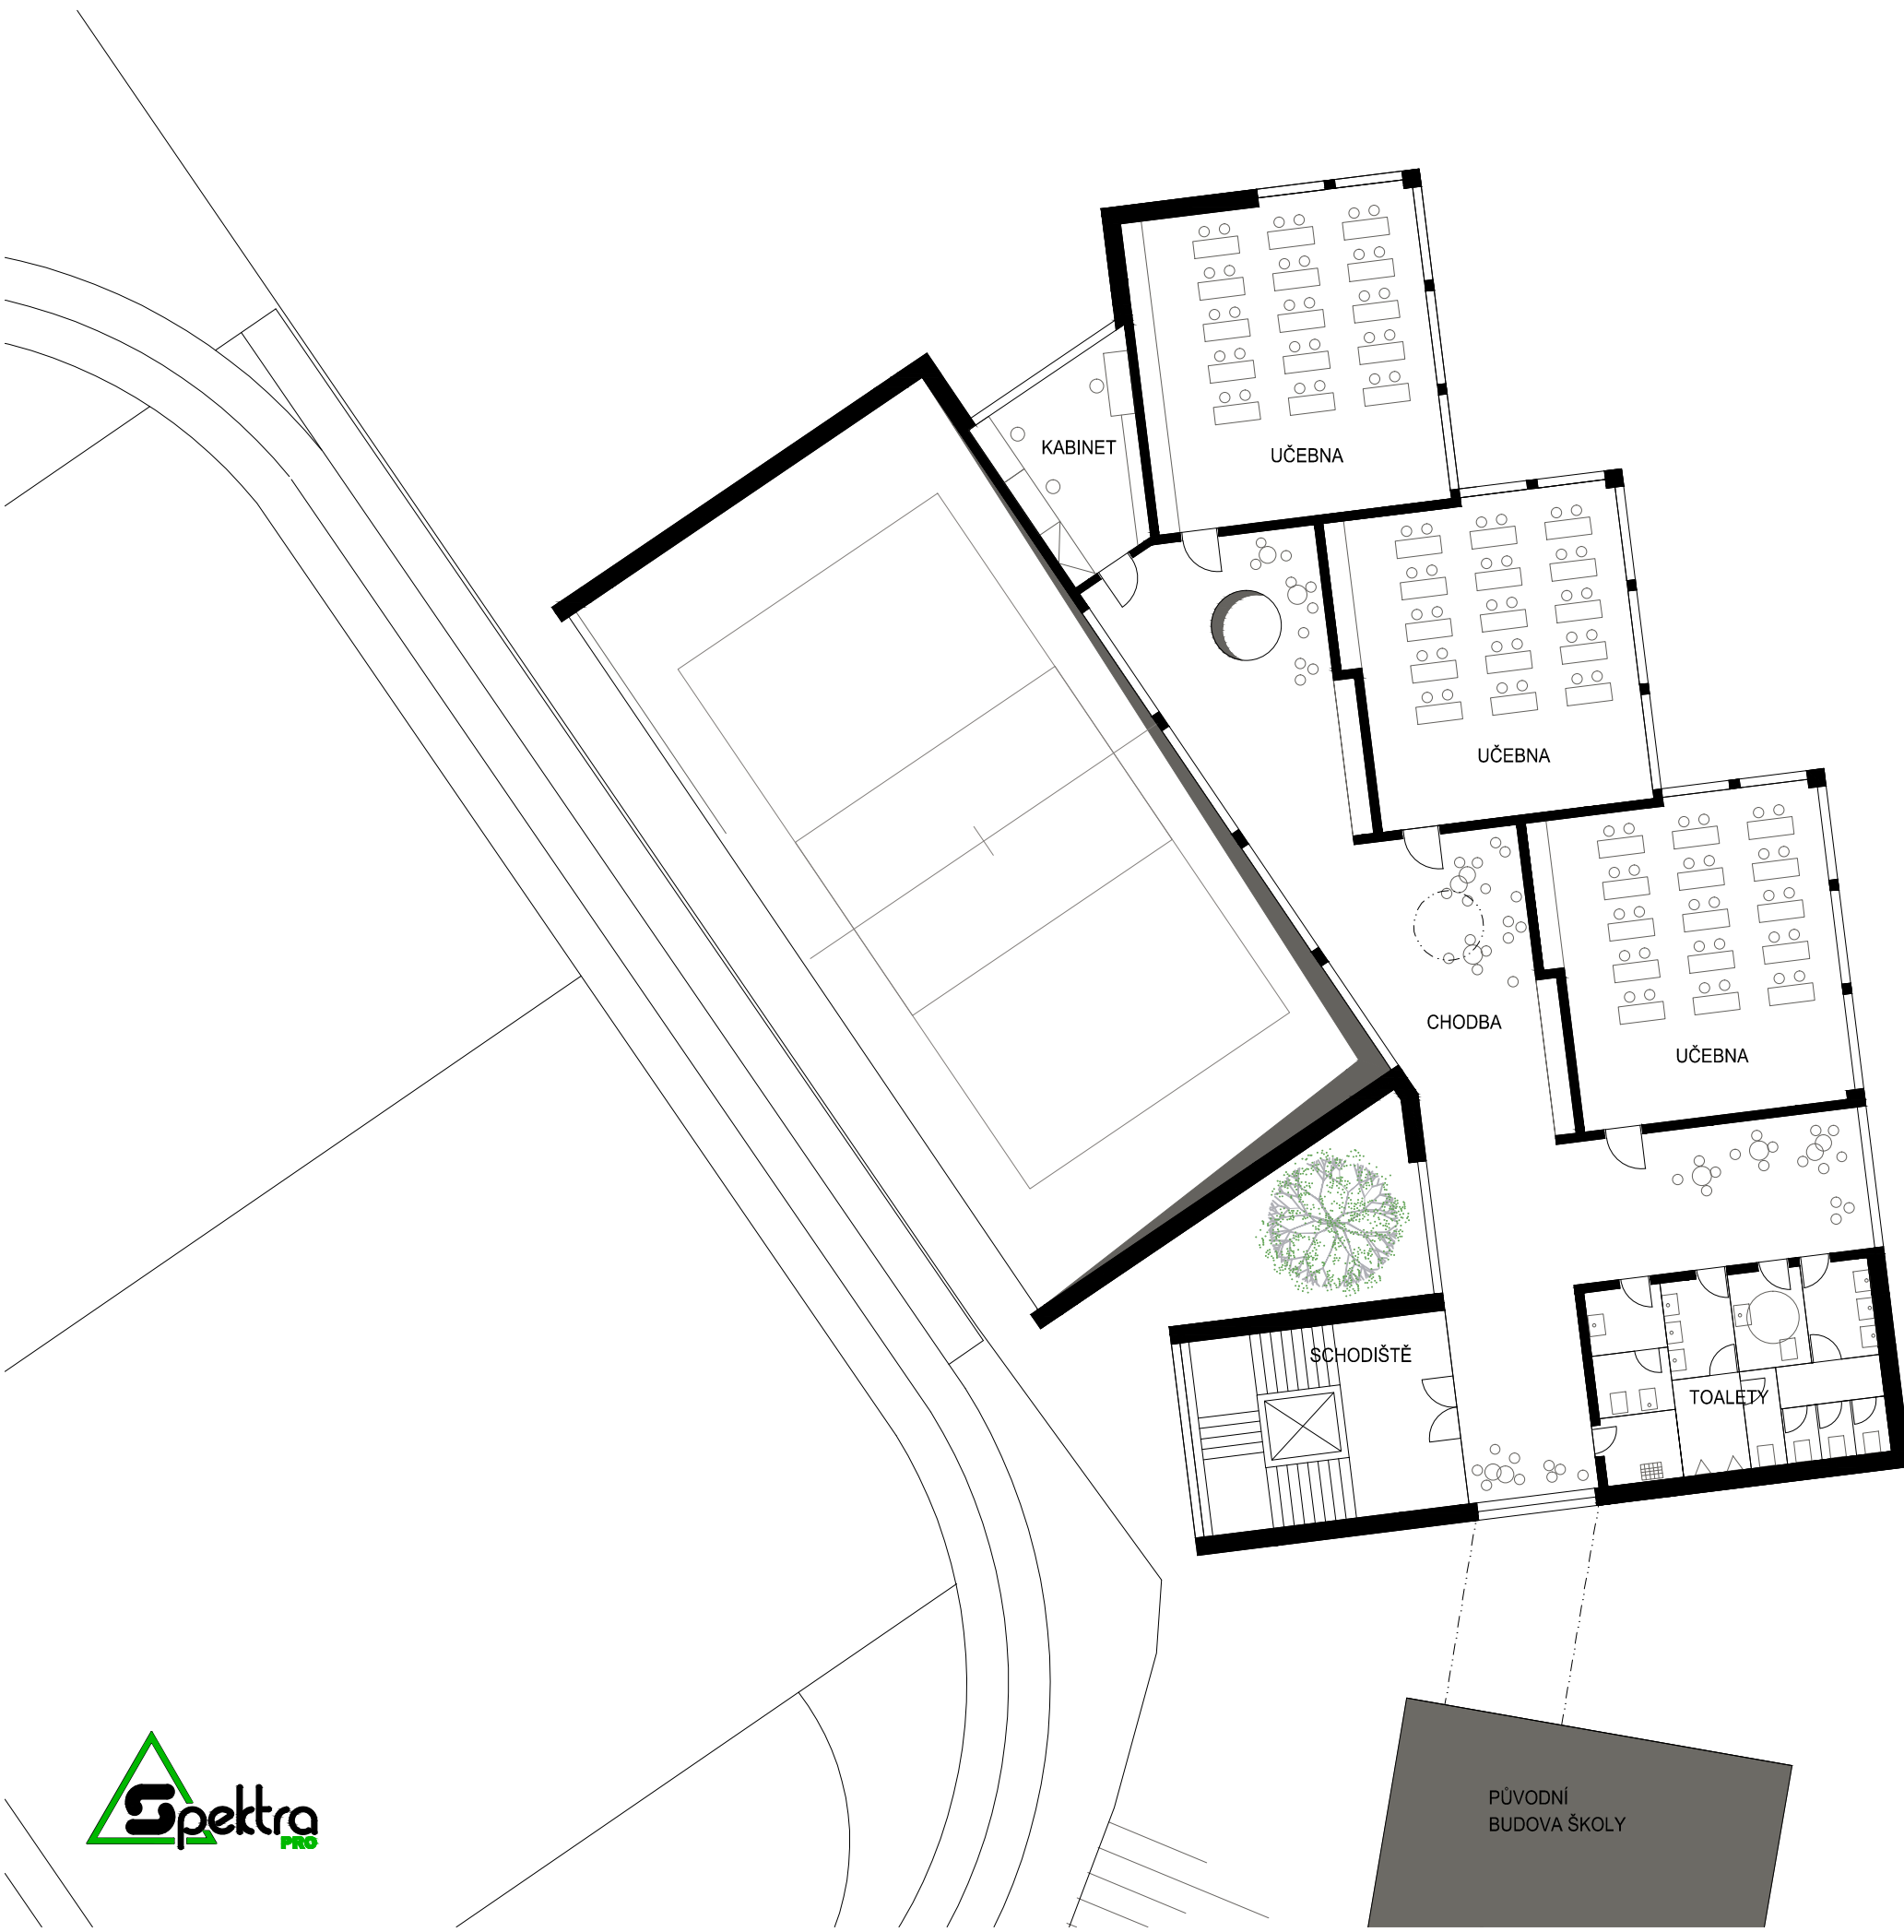 KABINET
UČEBNA
UČEBNA
CHODBA
UČEBNA
SCHODIŠTĚ
TOALETY
PŮVODNÍ
BUDOVA ŠKOLY
Spektra
PRO